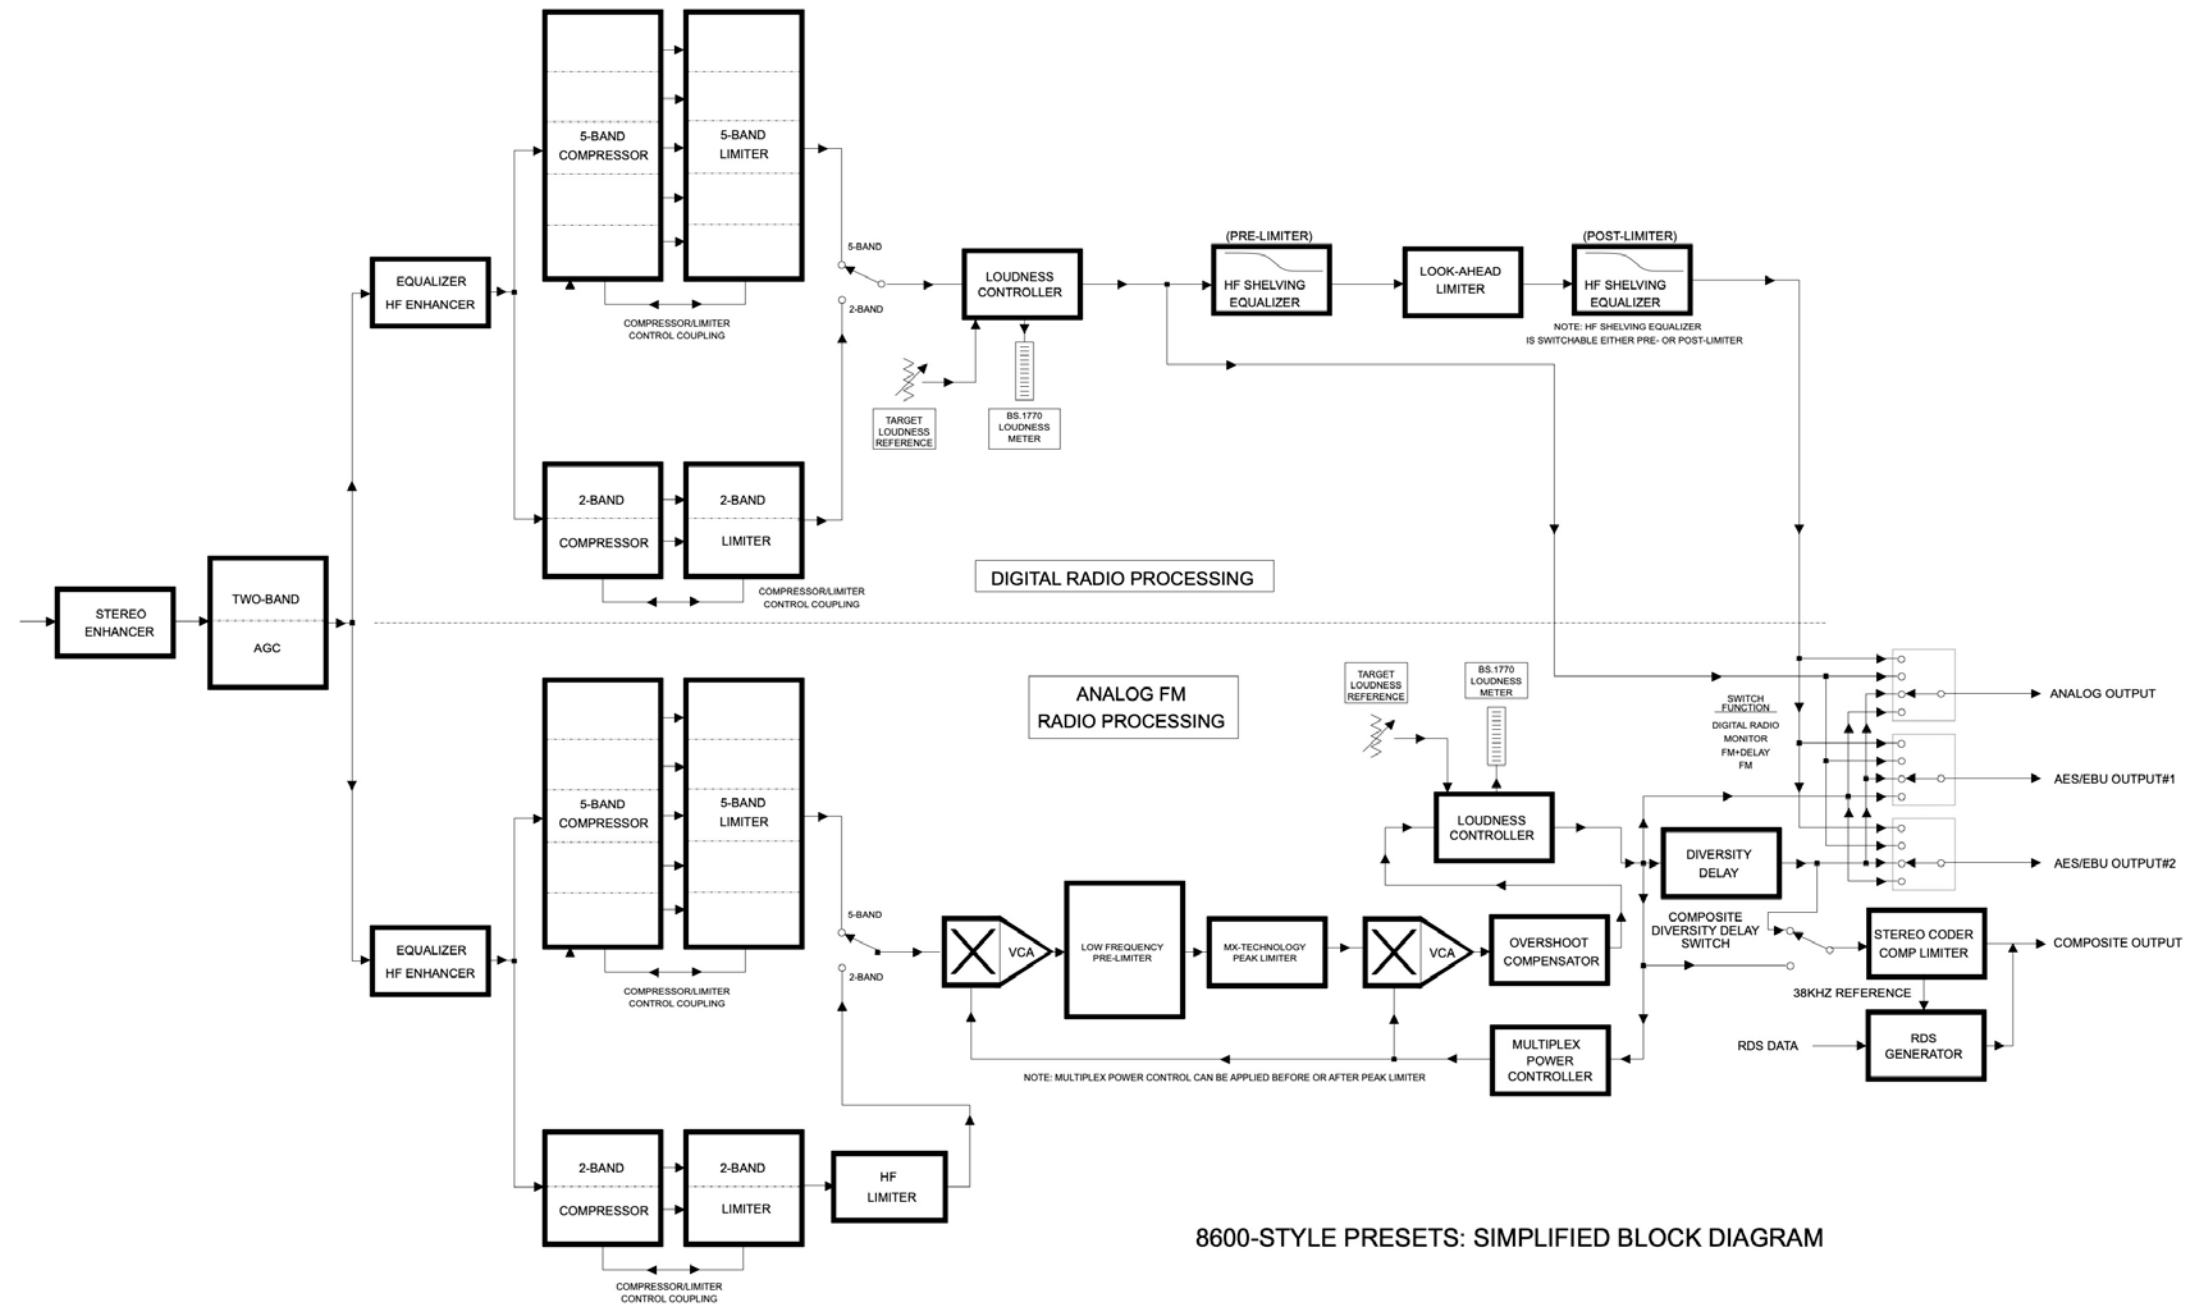 5-BAND
COMPRESSOR
5-BAND
LIMITER
EQUALIZER
HF ENHANCER
COMPRESSOR/LIMITER
CONTROL COUPLING
5-BAND
2-BAND
LOUDNESS
CONTROLLER
TARGET
LOUDNESS
REFERENCE
BS.1770
LOUDNESS
METER
(PRE-LIMITER)
HF SHELVING
EQUALIZER
LOOK-AHEAD
LIMITER
(POST-LIMITER)
HF SHELVING
EQUALIZER
NOTE: HF SHELVING EQUALIZER
IS SWITCHABLE EITHER PRE- OR POST-LIMITER
2-BAND
COMPRESSOR
2-BAND
LIMITER
COMPRESSOR/LIMITER
CONTROL COUPLING
DIGITAL RADIO PROCESSING
STEREO
ENHANCER
TWO-BAND
AGC
ANALOG FM
RADIO PROCESSING
5-BAND
COMPRESSOR
5-BAND
LIMITER
EQUALIZER
HF ENHANCER
COMPRESSOR/LIMITER
CONTROL COUPLING
5-BAND
2-BAND
VCA
LOW FREQUENCY
PRE-LIMITER
MX-TECHNOLOGY
PEAK LIMITER
VCA
OVERSHOOT
COMPENSATOR
TARGET
LOUDNESS
REFERENCE
BS.1770
LOUDNESS
METER
LOUDNESS
CONTROLLER
SWITCH
FUNCTION
DIGITAL RADIO
MONITOR
FM+DELAY
FM
DIVERSITY
DELAY
COMPOSITE
DIVERSITY DELAY
SWITCH
STEREO CODER
COMP LIMITER
38KHZ REFERENCE
RDS DATA
RDS
GENERATOR
ANALOG OUTPUT
AES/EBU OUTPUT#1
AES/EBU OUTPUT#2
COMPOSITE OUTPUT
MULTIPLEX
POWER
CONTROLLER
NOTE: MULTIPLEX POWER CONTROL CAN BE APPLIED BEFORE OR AFTER PEAK LIMITER
2-BAND
COMPRESSOR
2-BAND
LIMITER
HF
LIMITER
COMPRESSOR/LIMITER
CONTROL COUPLING
8600-STYLE PRESETS: SIMPLIFIED BLOCK DIAGRAM